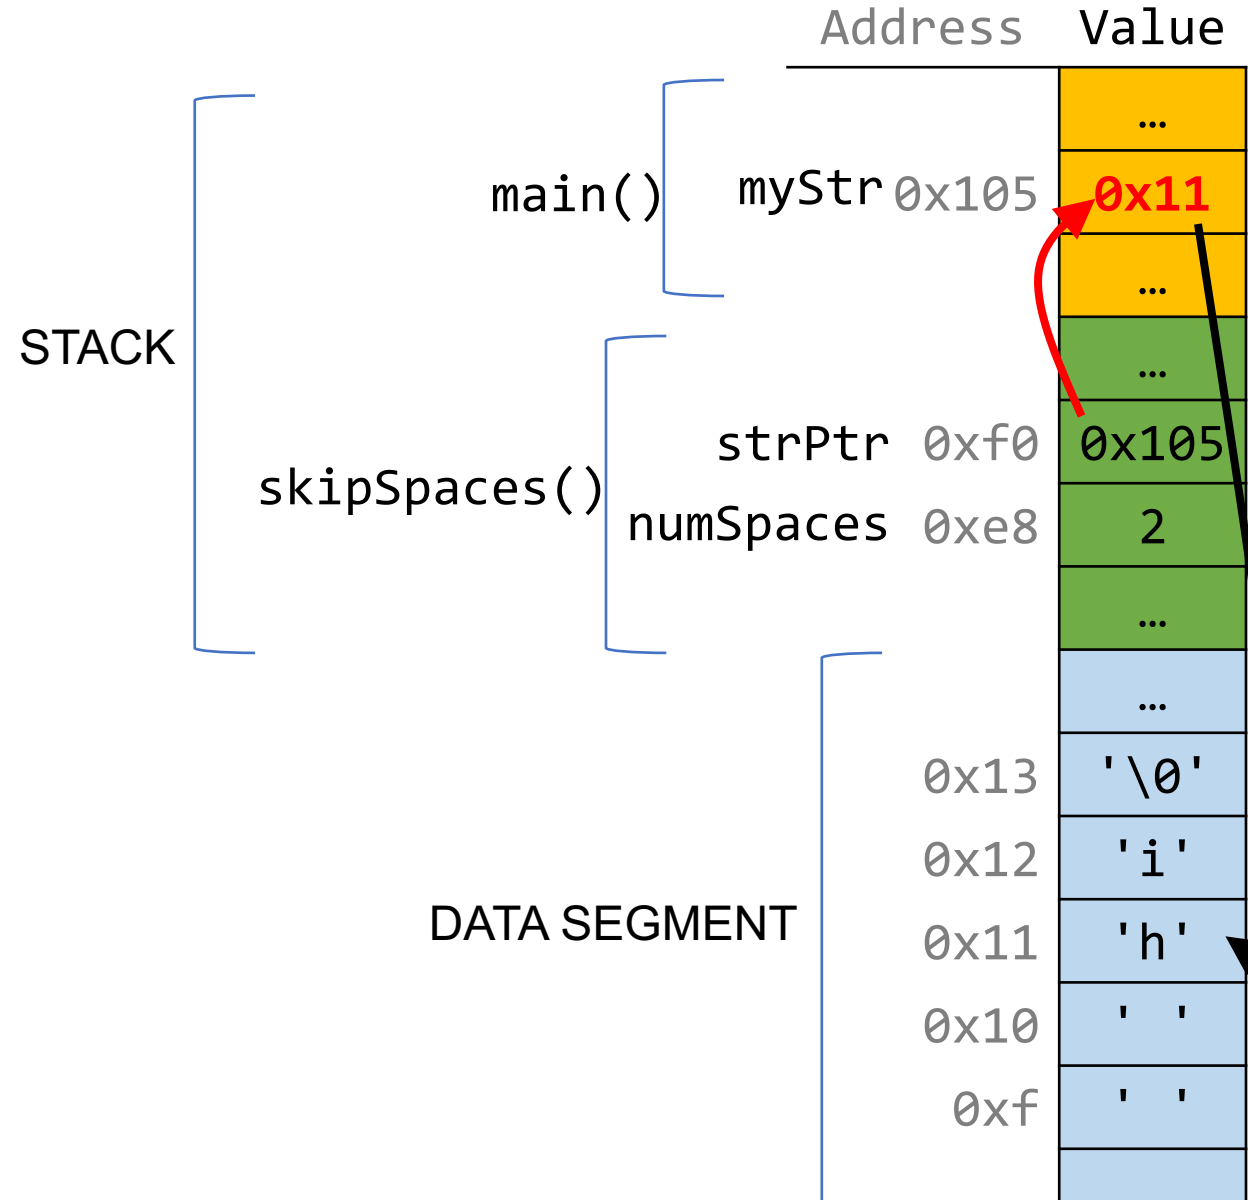 Address Value
…
main() myStr 0x105 0x11
…
STACK
…
strPtr 0xf0 0x105
skipSpaces()
numSpaces 0xe8 2
…
…
0x13 '\0'
0x12 'i'
DATA SEGMENT
0x11 'h'
0x10 ' '
0xf ' '